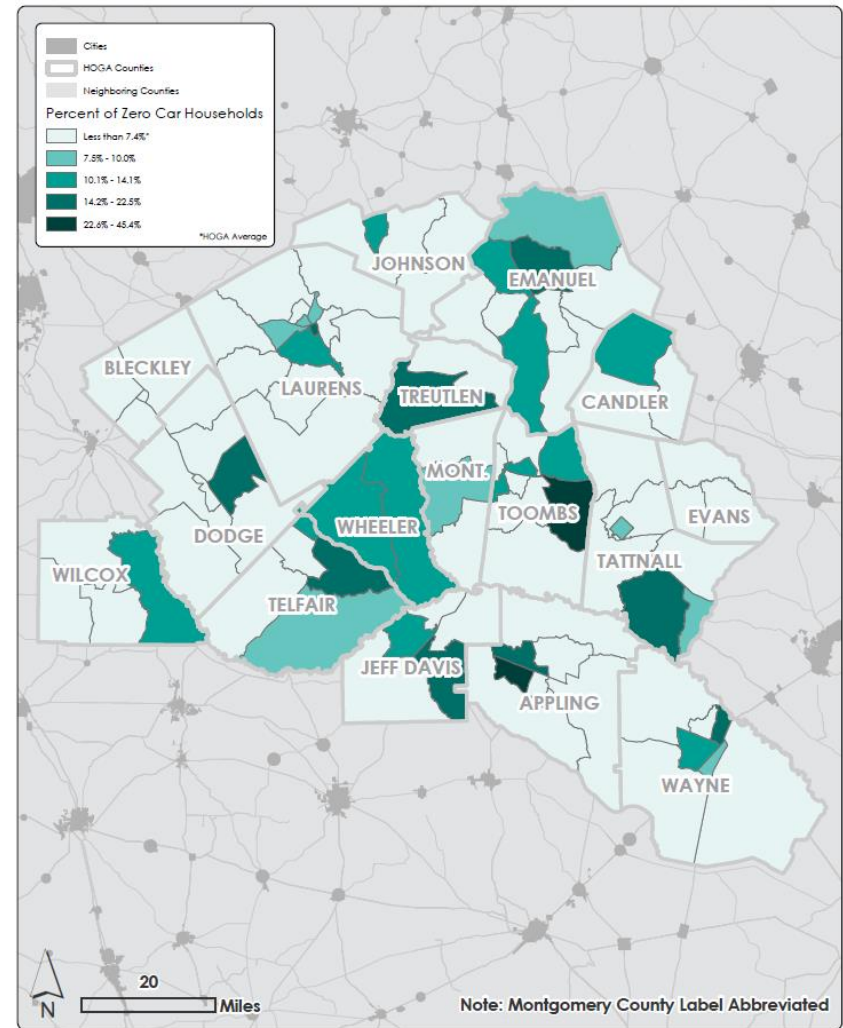 Cities
HOGA Counties
Neighboring Counties
Percent of Zero Car Households
Less than 7.4%*
7.5% - 10.0%
10.1% - 14.1%
14.2% - 22.5%
22.6% - 45.4%
*HOGA Average
JOHNSON
EMANUEL
BLECKLEY
LAURENS
TREUTLEN
CANDLER
MONT.
TOOMBS
EVANS
DODGE
WHEELER
TATTNALL
WILCOX
TELFAIR
JEFF DAVIS
APPLING
WAYNE
20
N
Miles
Note: Montgomery County Label Abbreviated